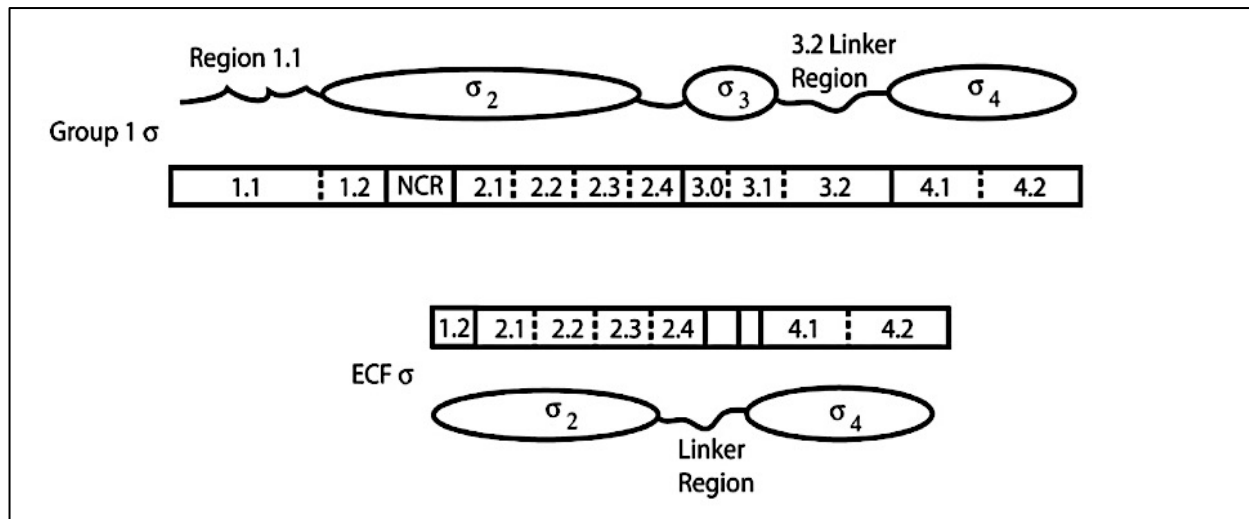 Region 1.1
3.2 Linker
Region
σ2
σ3
σ4
Group 1 σ
1.1 1.2 NCR 2.1 2.2 2.3 2.4 3.0 3.1 3.2 4.1 4.2
1.2 2.1 2.2 2.3 2.4 4.1 4.2
ECF σ
σ2
σ4
Linker
Region